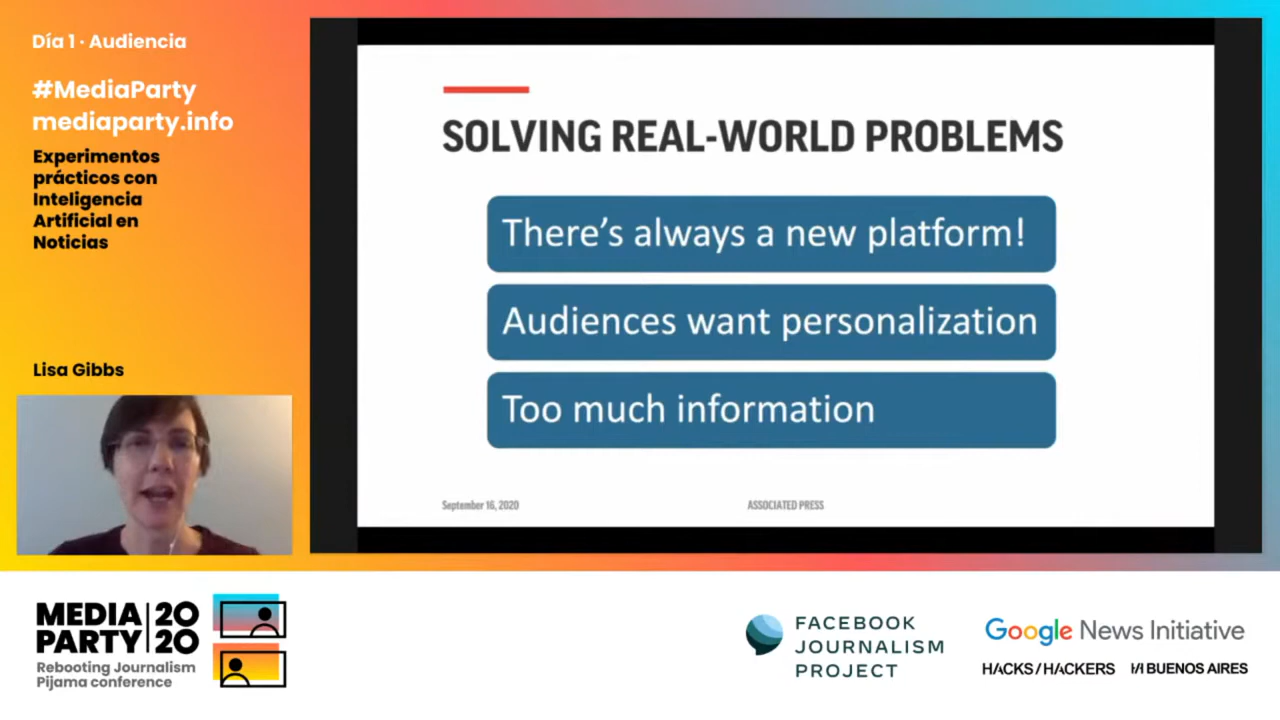 Día 1 · Audiencia
#MediaParty
mediaparty.info
Experimentos
prácticos con
Inteligencia
Artificial en
Noticias
Lisa Gibbs
SOLVING REAL-WORLD PROBLEMS
There's always a new platform!
Audiences want personalization
Too much information
September 16, 2020
ASSOCIATED PRESS
MEDIA 20
PARTY 20
Rebooting Journalism
Pijama conference
FACEBOOK
JOURNALISM
PROJECT
Google News Initiative
HACKS/HACKERS
H/H BUENOS AIRES